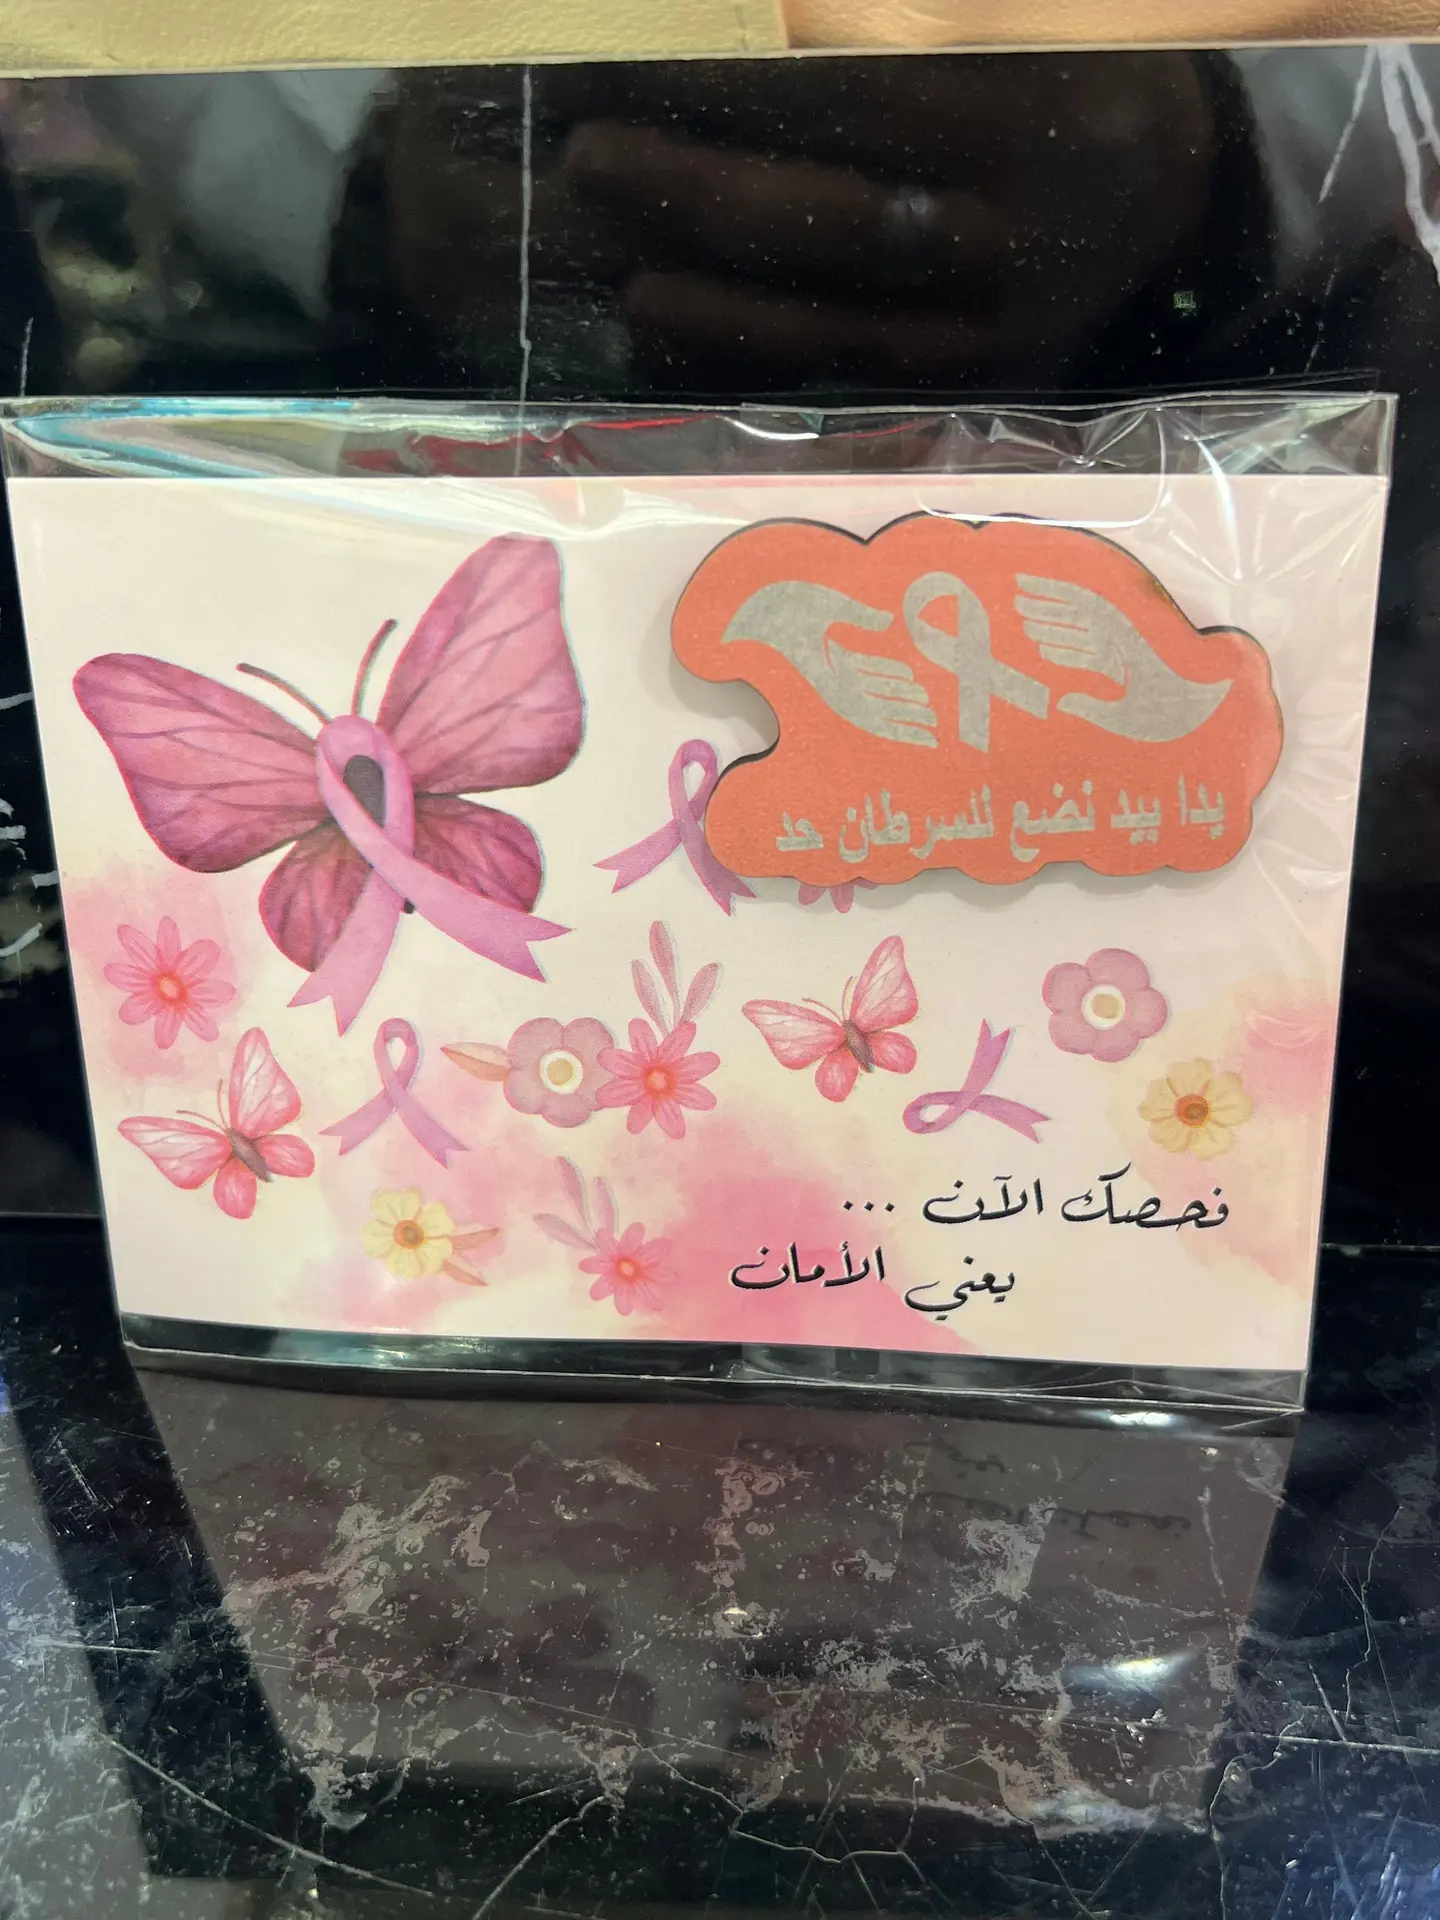 يدا بيد نضع للسرطان حد
فحصك الآن ...
يعني الأمان